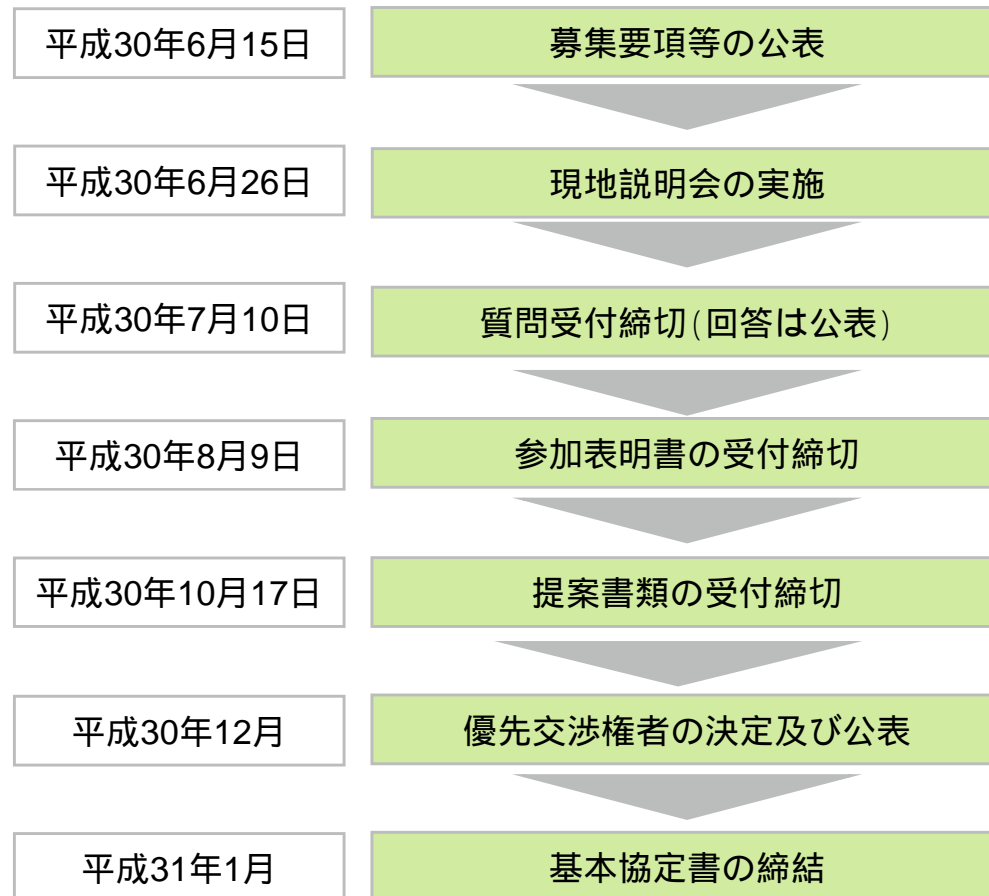 平成30年6月15日
募集要項等の公表
平成30年6月26日
現地説明会の実施
平成30年7月10日
質問受付締切(回答は公表)
平成30年8月9日
参加表明書の受付締切
平成30年10月17日
提案書類の受付締切
平成30年12月
優先交渉権者の決定及び公表
平成31年1月
基本協定書の締結